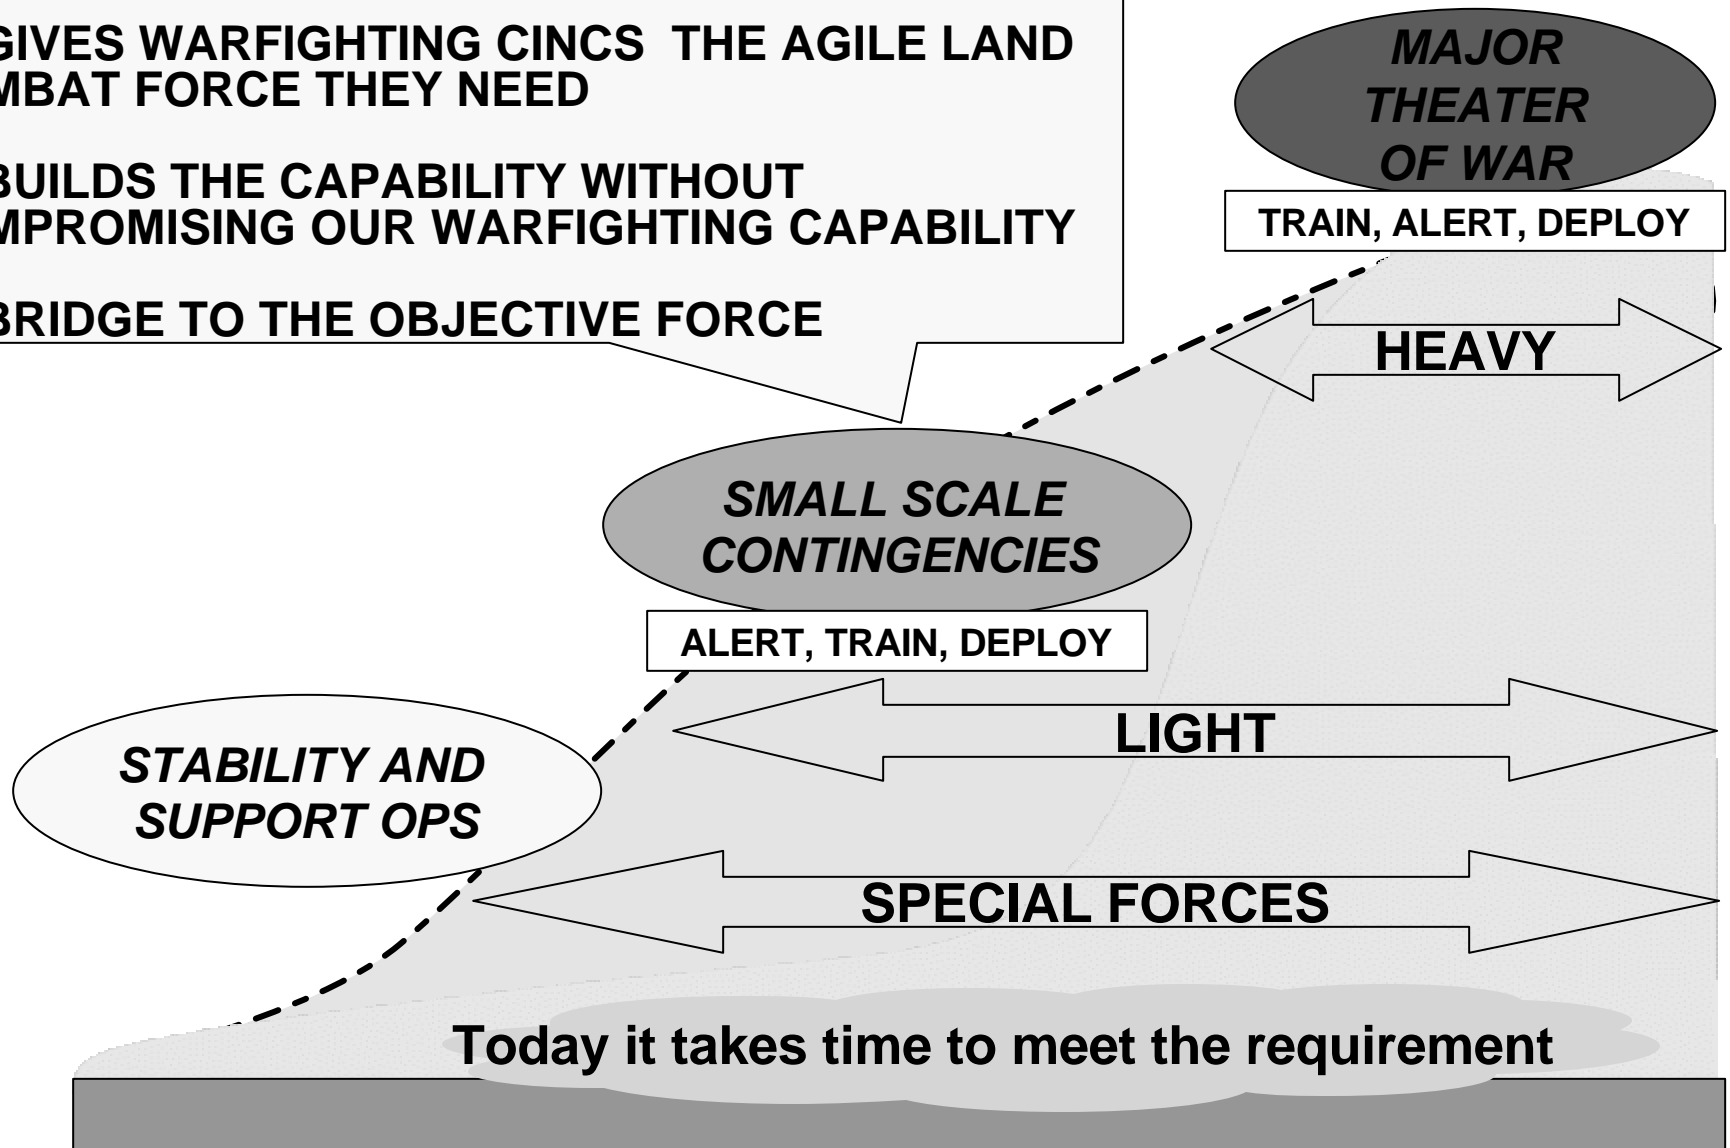 GIVES WARFIGHTING CINCS THE AGILE LAND
MBAT FORCE THEY NEED
BUILDS THE CAPABILITY WITHOUT
MPROMISING OUR WARFIGHTING CAPABILITY
BRIDGE TO THE OBJECTIVE FORCE
MAJOR
THEATER
OF WAR
TRAIN, ALERT, DEPLOY
HEAVY
SMALL SCALE
CONTINGENCIES
ALERT, TRAIN, DEPLOY
LIGHT
STABILITY AND
SUPPORT OPS
SPECIAL FORCES
Today it takes time to meet the requirement